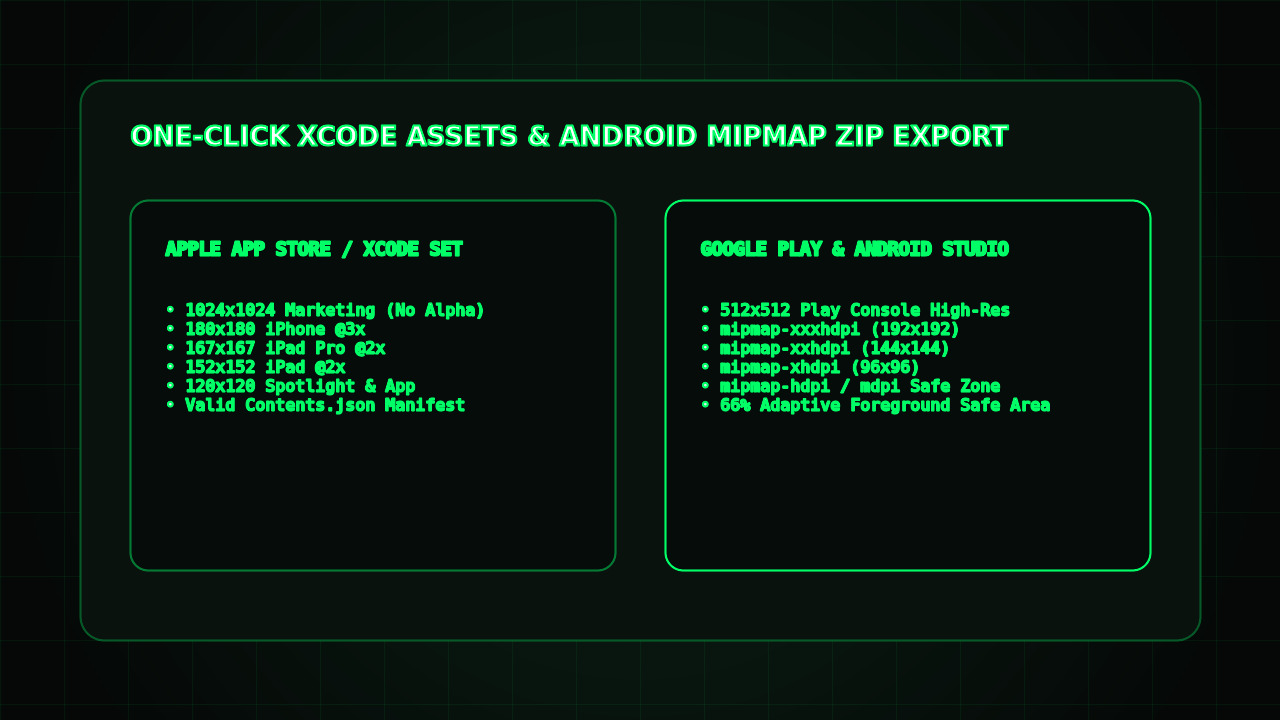 ONE-CLICK XCODE ASSETS & ANDROID MIPMAP ZIP EXPORT
APPLE APP STORE / XCODE SET
• 1024x1024 Marketing (No Alpha)
• 180x180 iPhone @3x
• 167x167 iPad Pro @2x
• 152x152 iPad @2x
• 120x120 Spotlight & App
• Valid Contents.json Manifest
GOOGLE PLAY & ANDROID STUDIO
• 512x512 Play Console High-Res
• mipmap-xxxhdpi (192x192)
• mipmap-xxhdpi (144x144)
• mipmap-xhdpi (96x96)
• mipmap-hdpi / mdpi Safe Zone
• 66% Adaptive Foreground Safe Area